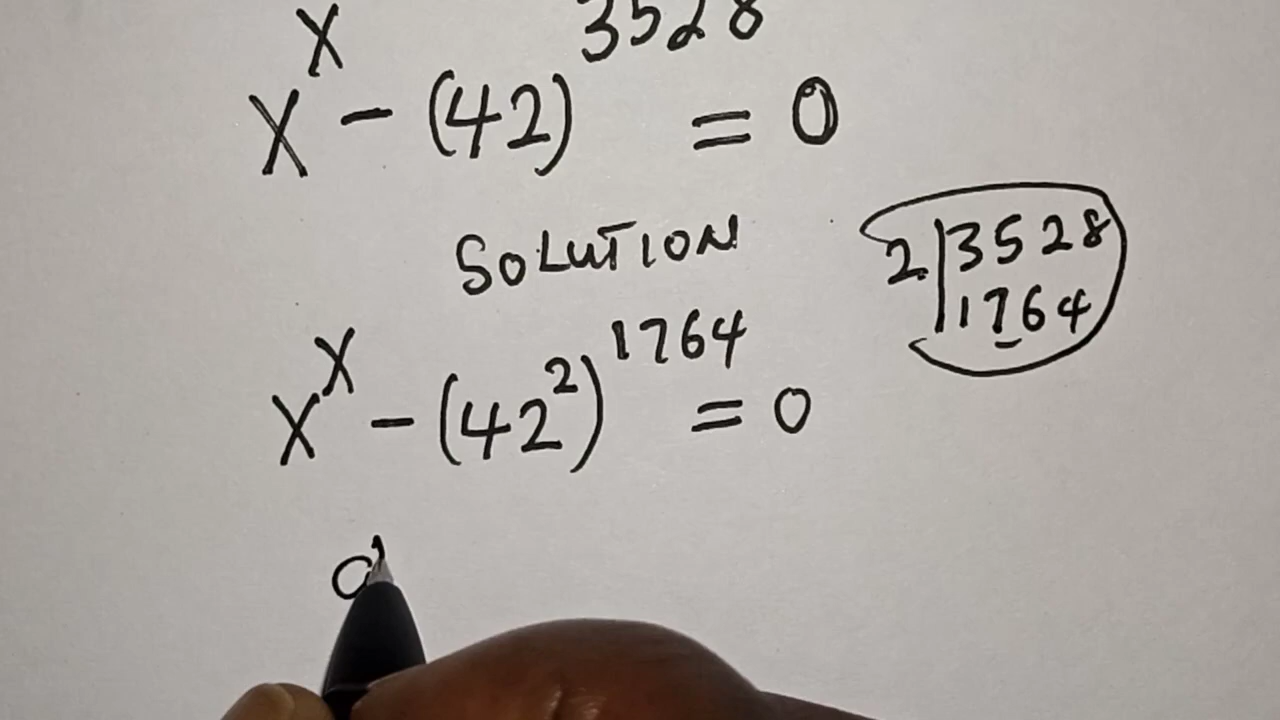 X^X - (42)^3528 = 0
SOLUTION
2|3528
1764
X^X - (42^2)^1764 = 0
a